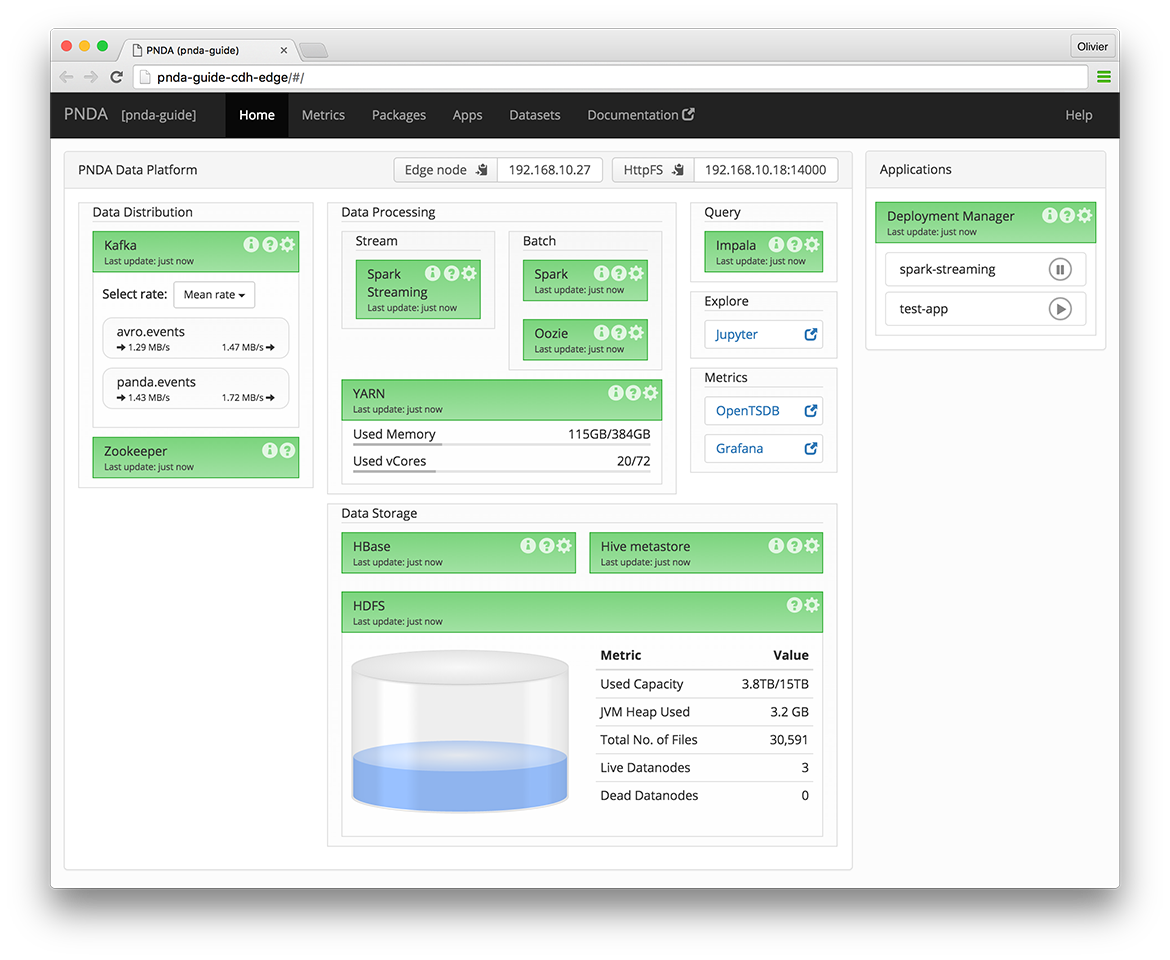 PNDA (pnda-guide)
Olivier
pnda-guide-cdh-edge/#/
PNDA [pnda-guide] Home Metrics Packages Apps Datasets Documentation Help
PNDA Data Platform
Edge node 192.168.10.27
HttpFS 192.168.10.18:14000
Data Distribution
Kafka
Last update: just now
Select rate: Mean rate
avro.events
1.29 MB/s 1.47 MB/s
panda.events
1.43 MB/s 1.72 MB/s
Zookeeper
Last update: just now
Data Processing
Stream
Spark
Streaming
Last update: just now
Batch
Spark
Last update: just now
Oozie
Last update: just now
YARN
Last update: just now
Used Memory 115GB/384GB
Used vCores 20/72
Query
Impala
Last update: just now
Explore
Jupyter
Metrics
OpenTSDB
Grafana
Data Storage
HBase
Last update: just now
Hive metastore
Last update: just now
HDFS
Last update: just now
Metric Value
Used Capacity 3.8TB/15TB
JVM Heap Used 3.2 GB
Total No. of Files 30,591
Live Datanodes 3
Dead Datanodes 0
Applications
Deployment Manager
Last update: just now
spark-streaming
test-app